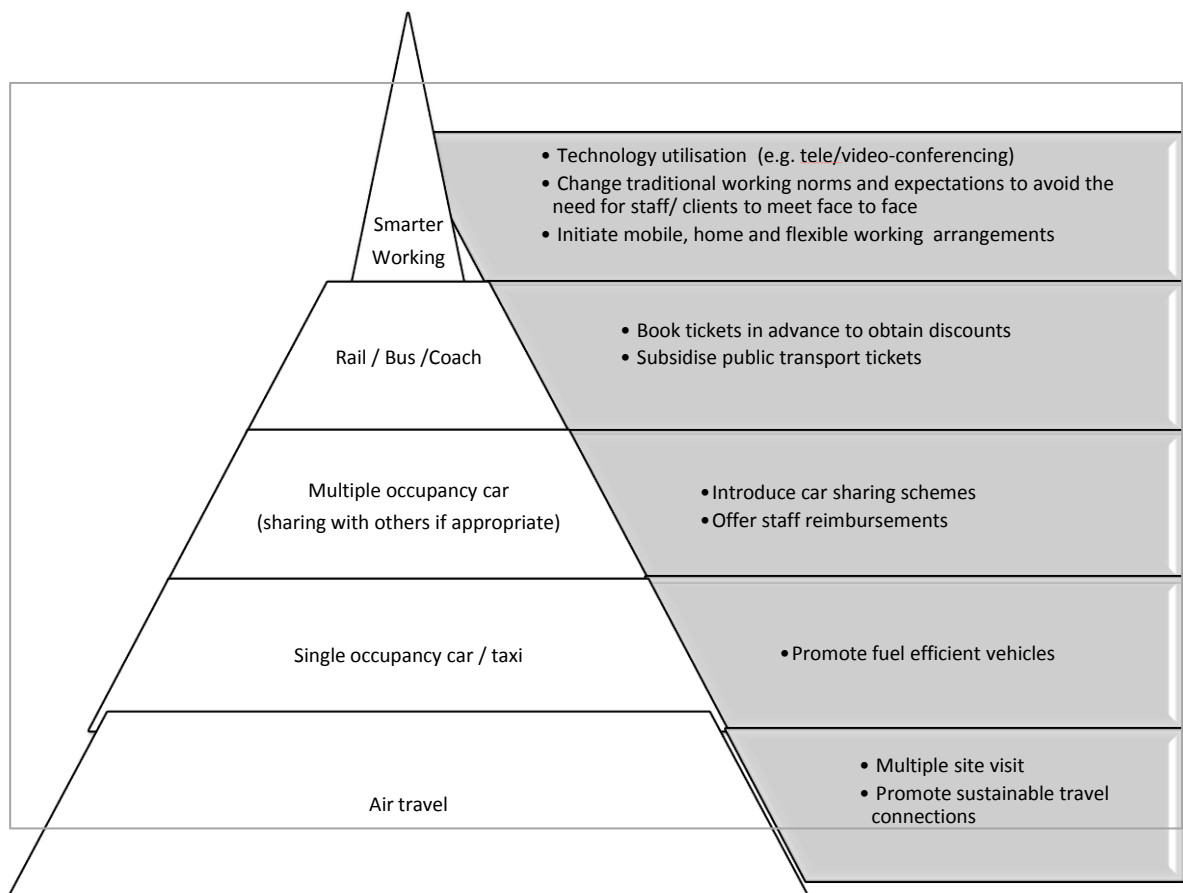 • Technology utilisation (e.g. tele/video-conferencing)
• Change traditional working norms and expectations to avoid the
need for staff/ clients to meet face to face
• Initiate mobile, home and flexible working arrangements
Smarter
Working
• Book tickets in advance to obtain discounts
• Subsidise public transport tickets
Rail / Bus /Coach
Multiple occupancy car
(sharing with others if appropriate)
•Introduce car sharing schemes
•Offer staff reimbursements
Single occupancy car / taxi
•Promote fuel efficient vehicles
Air travel
• Multiple site visit
• Promote sustainable travel
connections